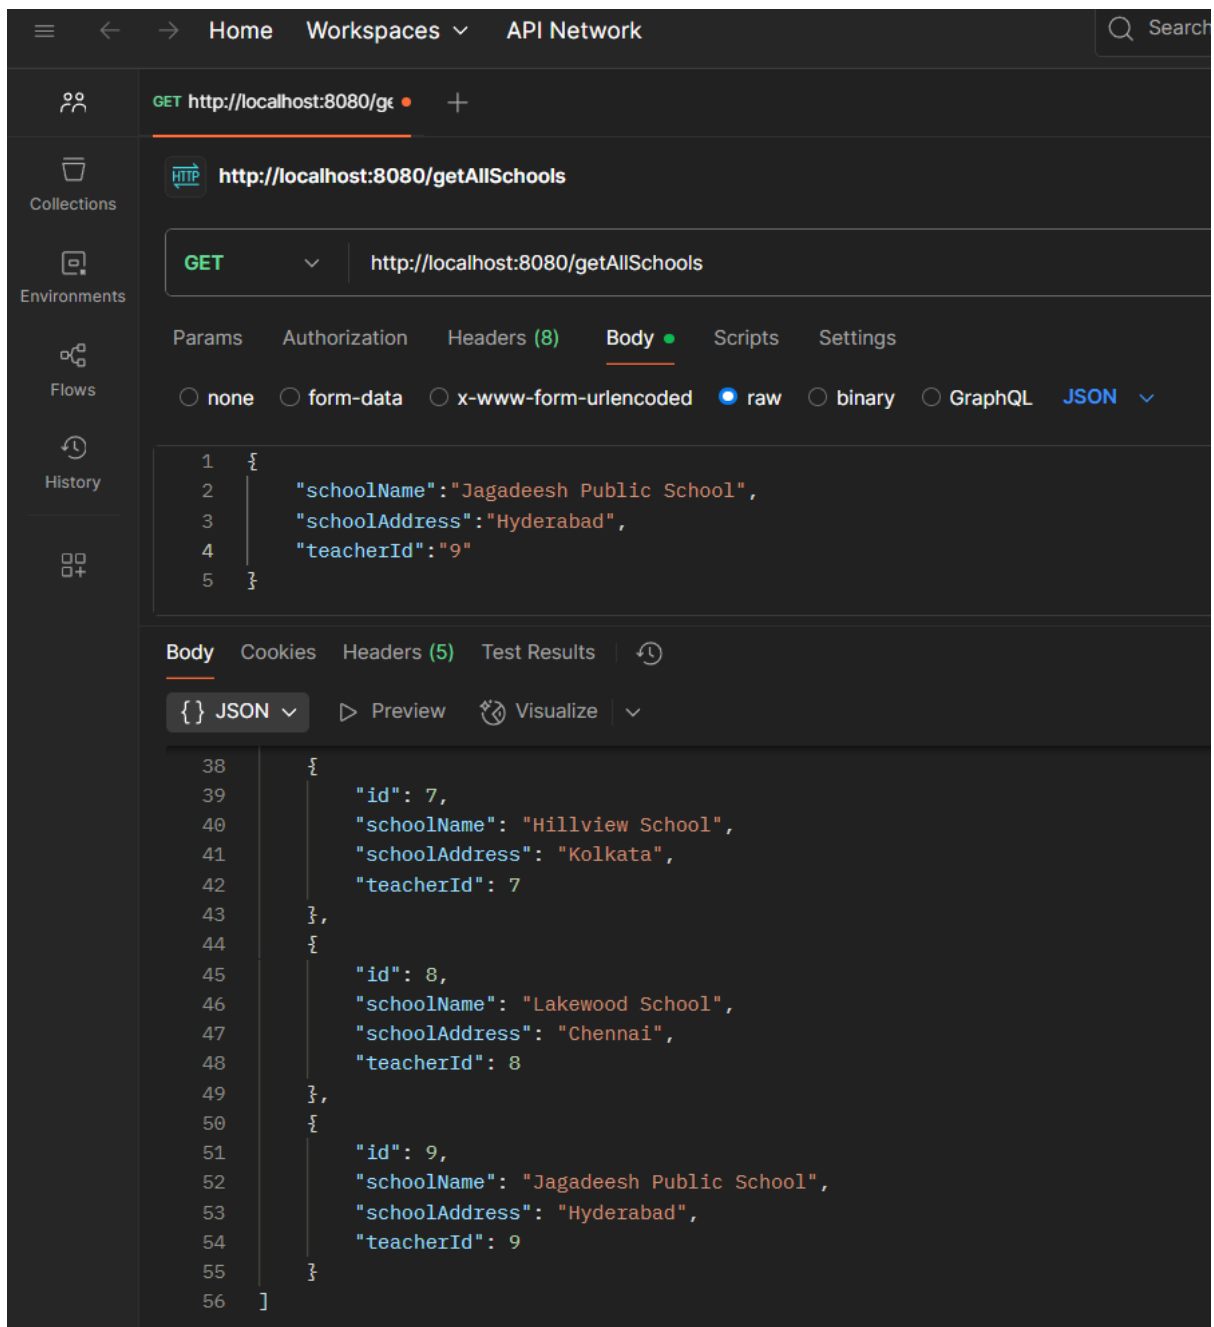 Home Workspaces API Network Search
GET http://localhost:8080/ge
HTTP http://localhost:8080/getAllSchools
Collections
GET http://localhost:8080/getAllSchools
Environments
Params Authorization Headers (8) Body Scripts Settings
Flows
none form-data x-www-form-urlencoded raw binary GraphQL JSON
History
1 {
2 "schoolName":"Jagadeesh Public School",
3 "schoolAddress":"Hyderabad",
4 "teacherId":"9"
5 }
Body Cookies Headers (5) Test Results
{} JSON Preview Visualize
38 {
39 "id": 7,
40 "schoolName": "Hillview School",
41 "schoolAddress": "Kolkata",
42 "teacherId": 7
43 },
44 {
45 "id": 8,
46 "schoolName": "Lakewood School",
47 "schoolAddress": "Chennai",
48 "teacherId": 8
49 },
50 {
51 "id": 9,
52 "schoolName": "Jagadeesh Public School",
53 "schoolAddress": "Hyderabad",
54 "teacherId": 9
55 }
56 ]